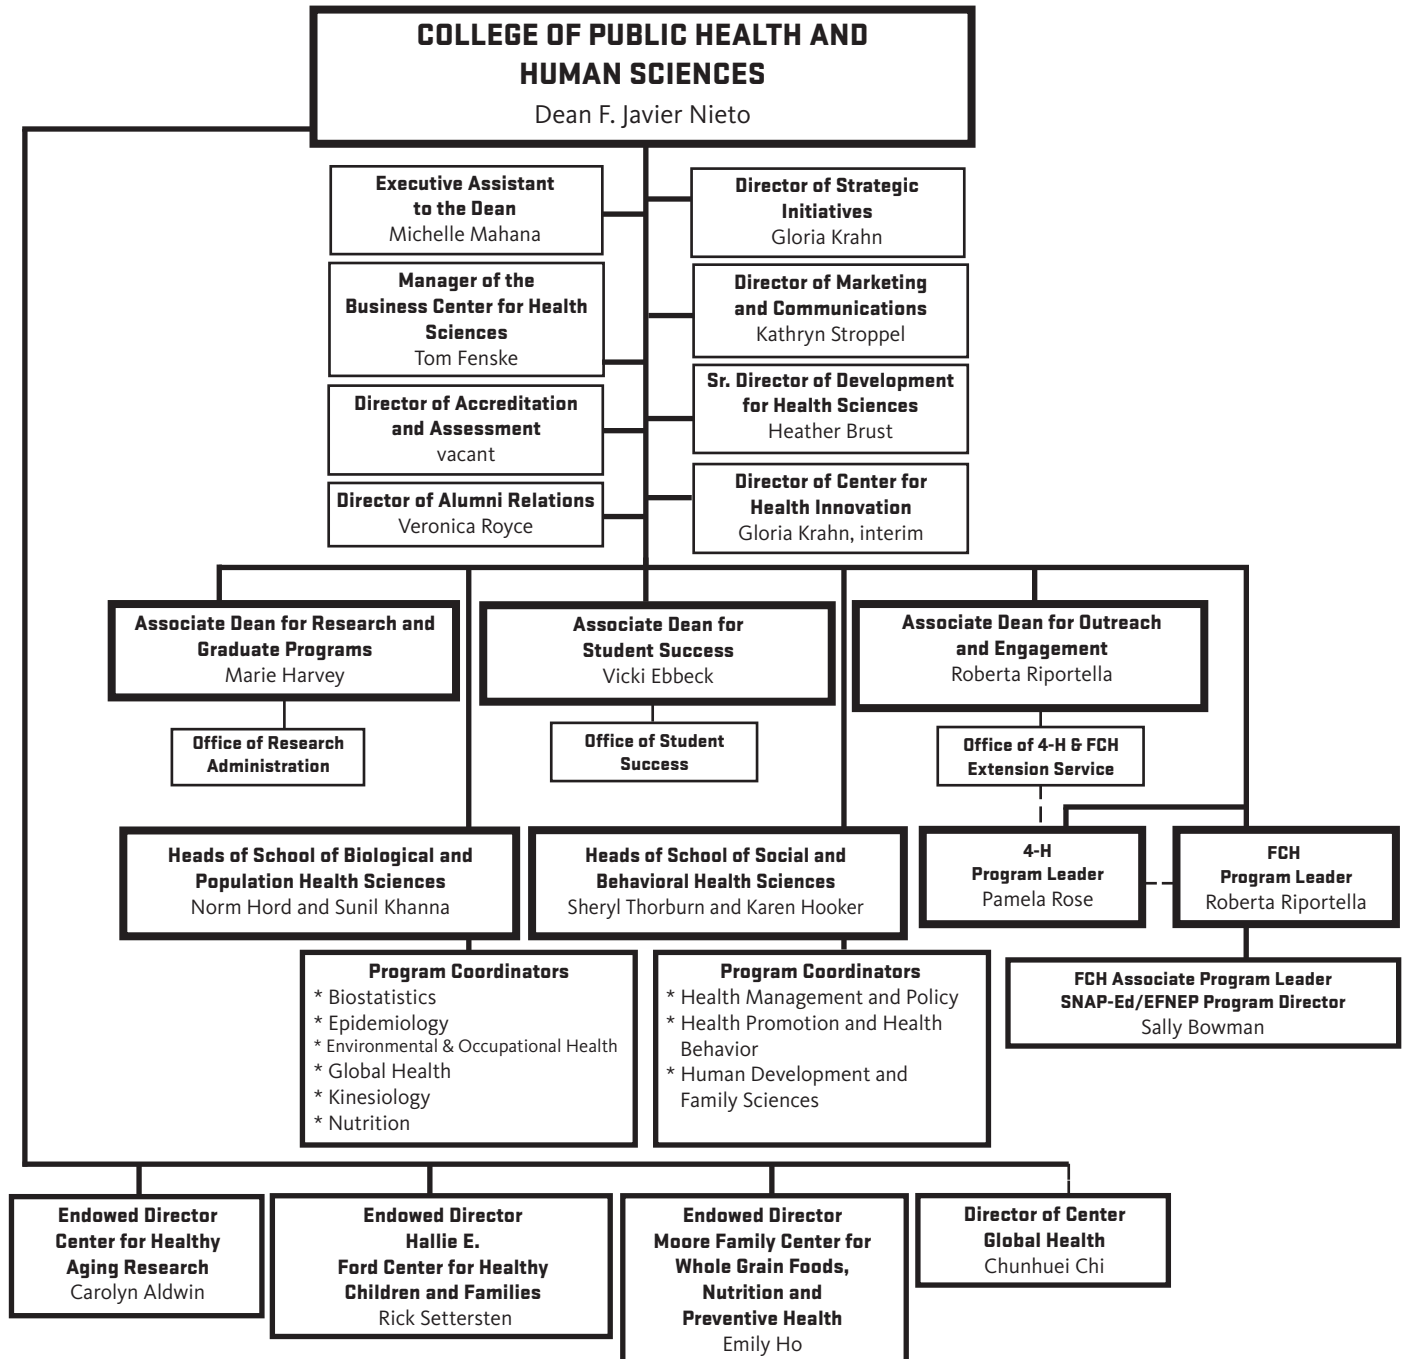 COLLEGE OF PUBLIC HEALTH AND
HUMAN SCIENCES
Dean F. Javier Nieto
Executive Assistant
to the Dean
Michelle Mahana
Director of Strategic
Initiatives
Gloria Krahn
Manager of the
Business Center for Health
Sciences
Tom Fenske
Director of Marketing
and Communications
Kathryn Stroppel
Director of Accreditation
and Assessment
vacant
Sr. Director of Development
for Health Sciences
Heather Brust
Director of Alumni Relations
Veronica Royce
Director of Center for
Health Innovation
Gloria Krahn, interim
Associate Dean for Research and
Graduate Programs
Marie Harvey
Associate Dean for
Student Success
Vicki Ebbeck
Associate Dean for Outreach
and Engagement
Roberta Riportella
Office of Research
Administration
Office of Student
Success
Office of 4-H & FCH
Extension Service
Heads of School of Biological and
Population Health Sciences
Norm Hord and Sunil Khanna
Heads of School of Social and
Behavioral Health Sciences
Sheryl Thorburn and Karen Hooker
4-H
Program Leader
Pamela Rose
FCH
Program Leader
Roberta Riportella
Program Coordinators
* Biostatistics
* Epidemiology
* Environmental & Occupational Health
* Global Health
* Kinesiology
* Nutrition
Program Coordinators
* Health Management and Policy
* Health Promotion and Health
Behavior
* Human Development and
Family Sciences
FCH Associate Program Leader
SNAP-Ed/EFNEP Program Director
Sally Bowman
Endowed Director
Center for Healthy
Aging Research
Carolyn Aldwin
Endowed Director
Hallie E.
Ford Center for Healthy
Children and Families
Rick Settersten
Endowed Director
Moore Family Center for
Whole Grain Foods,
Nutrition and
Preventive Health
Emily Ho
Director of Center
Global Health
Chunhuei Chi